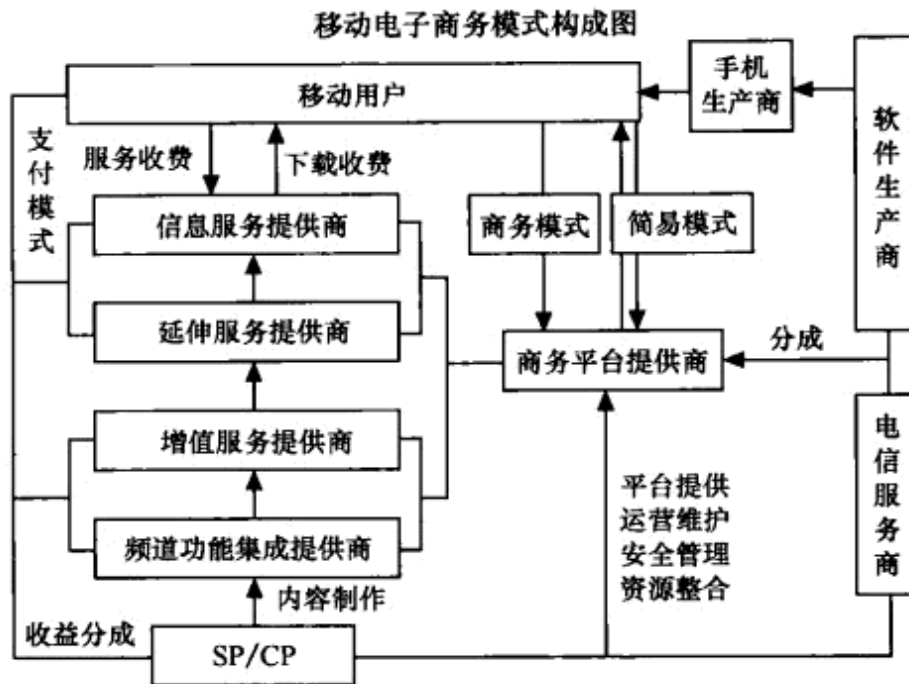 移动电子商务模式构成图
移动用户
手机
生产商
软件生产商
支付模式
服务收费
下载收费
信息服务提供商
商务模式
简易模式
延伸服务提供商
商务平台提供商
分成
增值服务提供商
电信服务商
频道功能集成提供商
平台提供
运营维护
安全管理
资源整合
内容制作
收益分成
SP/CP